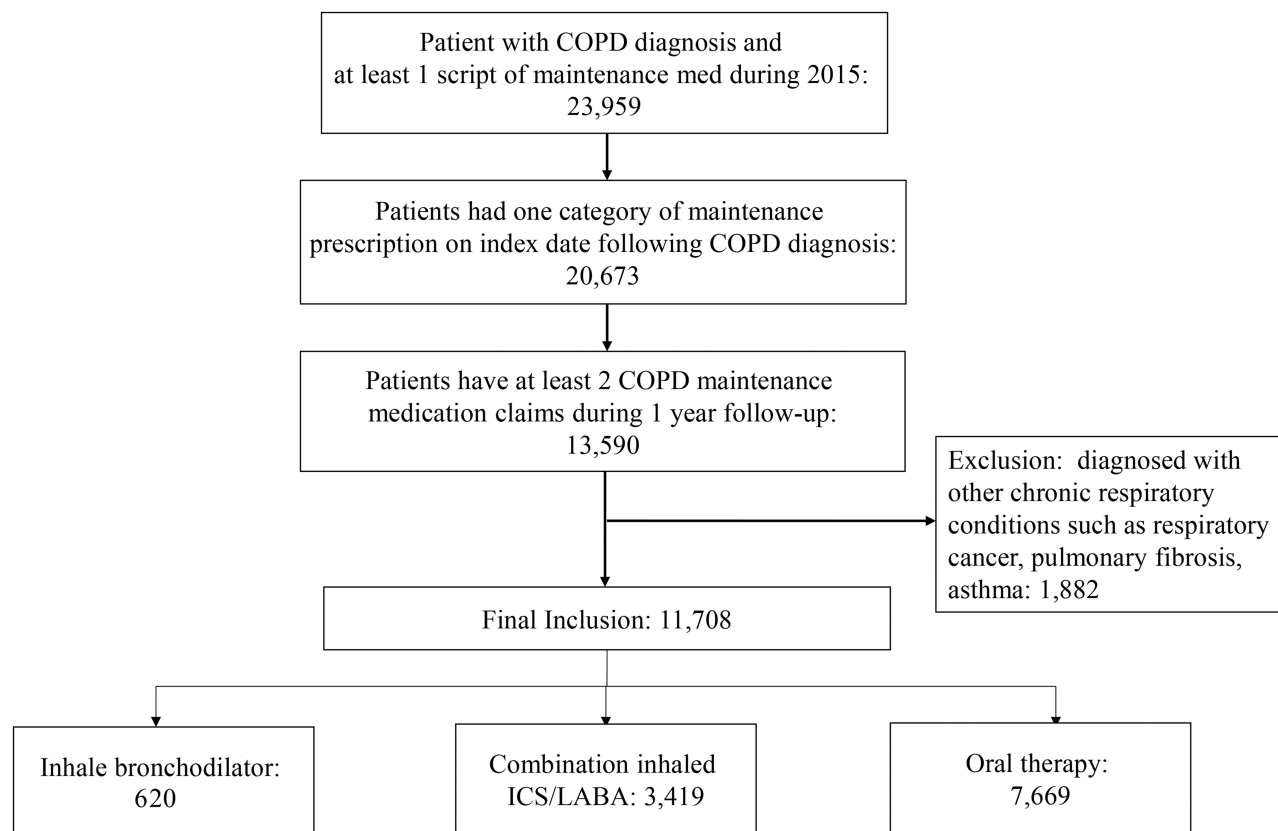 Patient with COPD diagnosis and
at least 1 script of maintenance med during 2015:
23,959
Patients had one category of maintenance
prescription on index date following COPD diagnosis:
20,673
Patients have at least 2 COPD maintenance
medication claims during 1 year follow-up:
13,590
Exclusion:  diagnosed with
other chronic respiratory
conditions such as respiratory
cancer, pulmonary fibrosis,
asthma: 1,882
Final Inclusion: 11,708
Inhale bronchodilator:
620
Combination inhaled
ICS/LABA: 3,419
Oral therapy:
7,669